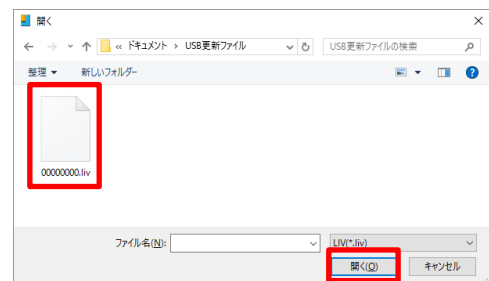 開く
« ドキュメント › USB更新ファイル
USB更新ファイルの検索
整理 新しいフォルダー
00000000.liv
ファイル名(N):
LIV(*.liv)
開く(O) キャンセル